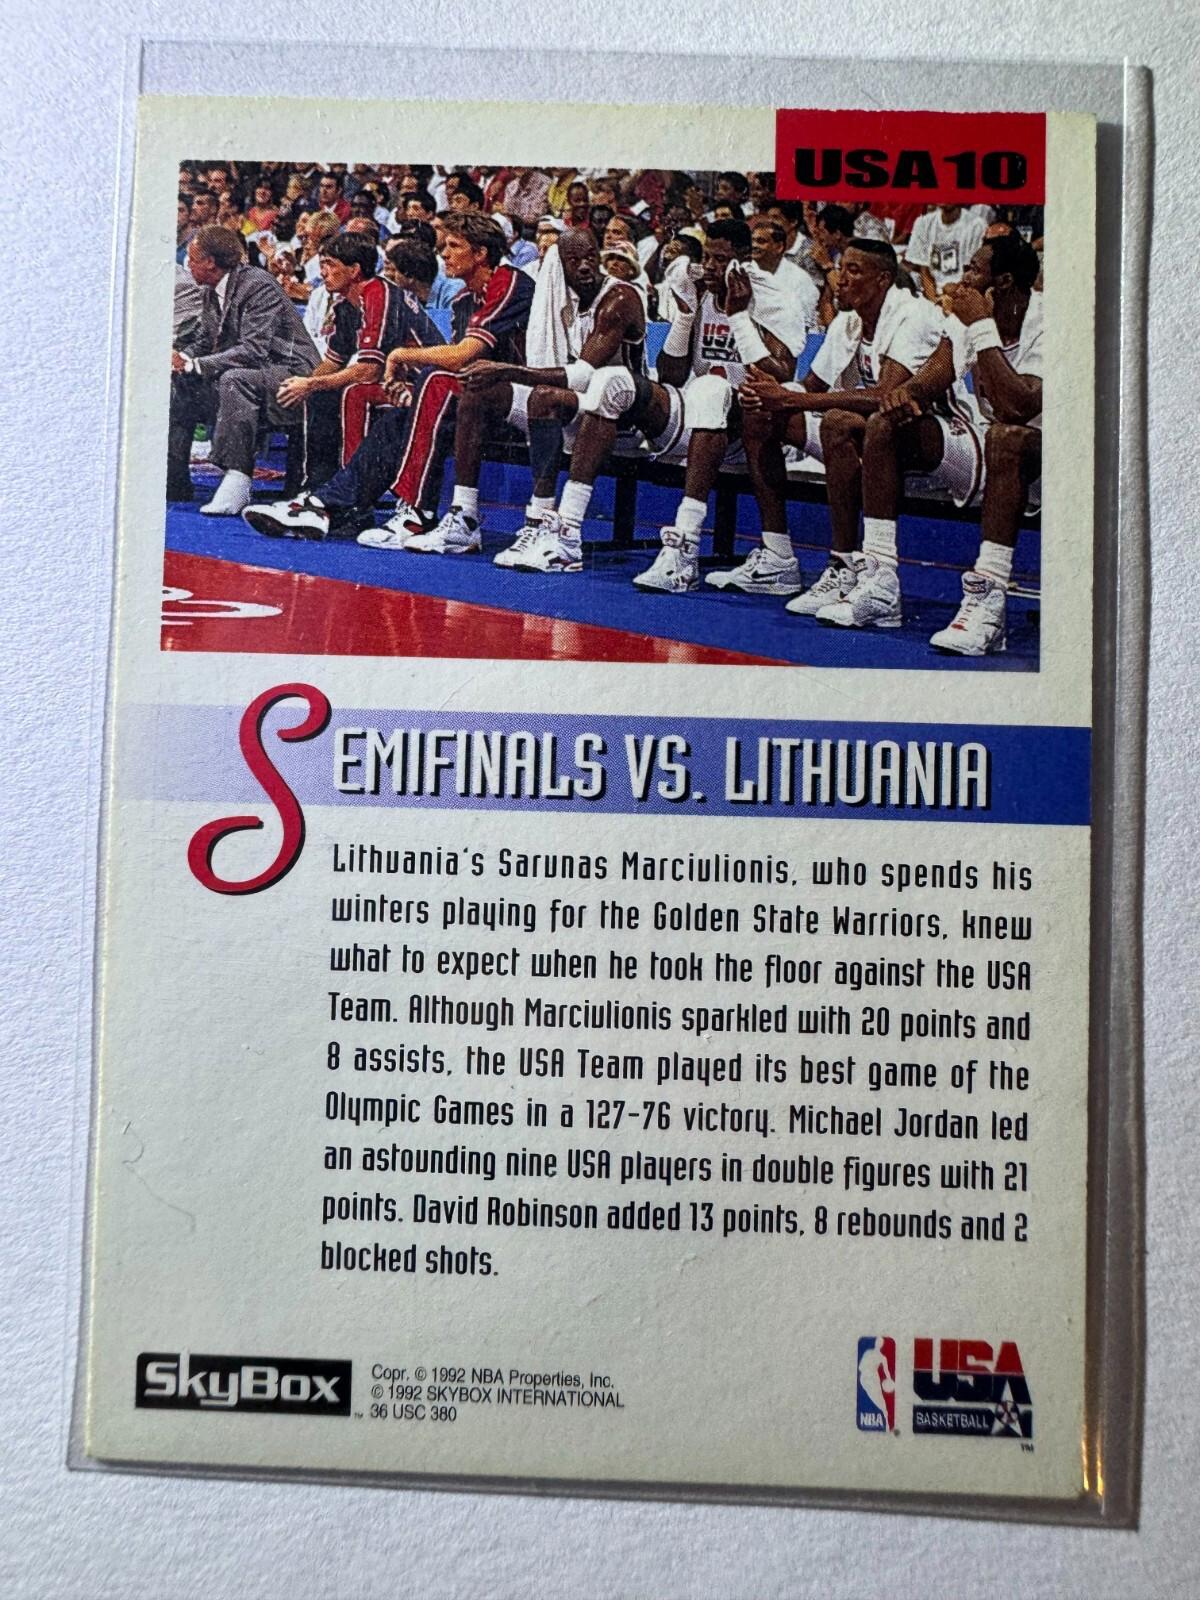 USA10
USA
SEMIFINALS VS. LITHUANIA
Lithuania's Sarunas Marciulionis, who spends his
winters playing for the Golden State Warriors, knew
what to expect when he took the floor against the USA
Team. Although Marciulionis sparkled with 20 points and
8 assists, the USA Team played its best game of the
Olympic Games in a 127-76 victory. Michael Jordan led
an astounding nine USA players in double figures with 21
points. David Robinson added 13 points, 8 rebounds and 2
blocked shots.
SkyBox™
Copr. © 1992 NBA Properties, Inc.
© 1992 SKYBOX INTERNATIONAL
36 USC 380
NBA®
USA
BASKETBALL
TM